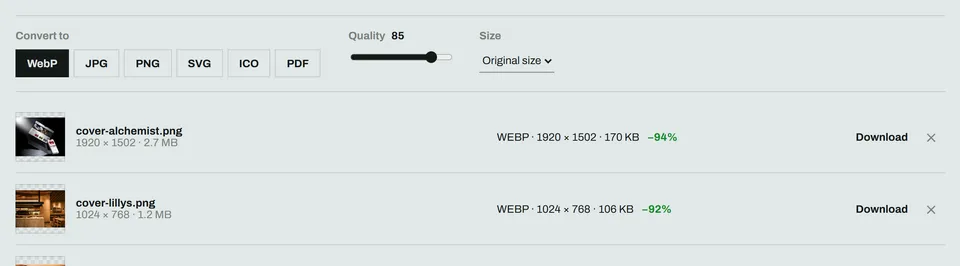 Convert to
WebP JPG PNG SVG ICO PDF
Quality 85
Size
Original size
cover-alchemist.png
1920 × 1502 · 2.7 MB
WEBP · 1920 × 1502 · 170 KB −94%
Download
cover-lillys.png
1024 × 768 · 1.2 MB
WEBP · 1024 × 768 · 106 KB −92%
Download